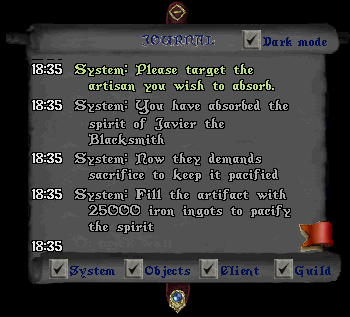 JOURNAL
Dark mode
18:35 System: Please target the
artisan you wish to absorb.
18:35 System: You have absorbed the
spirit of Javier the
Blacksmith
18:35 System: Now they demands
sacrifice to keep it pacified
18:35 System: Fill the artifact with
25000 iron ingots to pacify
the spirit
18:35
System Objects Client Guild